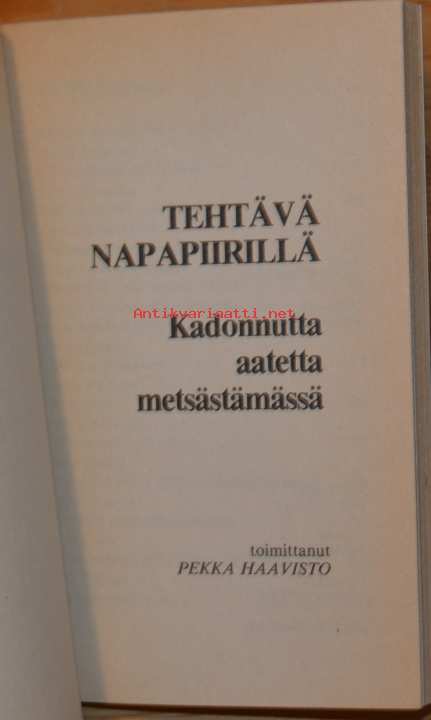 TEHTÄVÄ
NAPAPIIRILLÄ
Antikvariaatti.net
Kadonnutta
aatetta
metsästämässä
toimittanut
PEKKA HAAVISTO